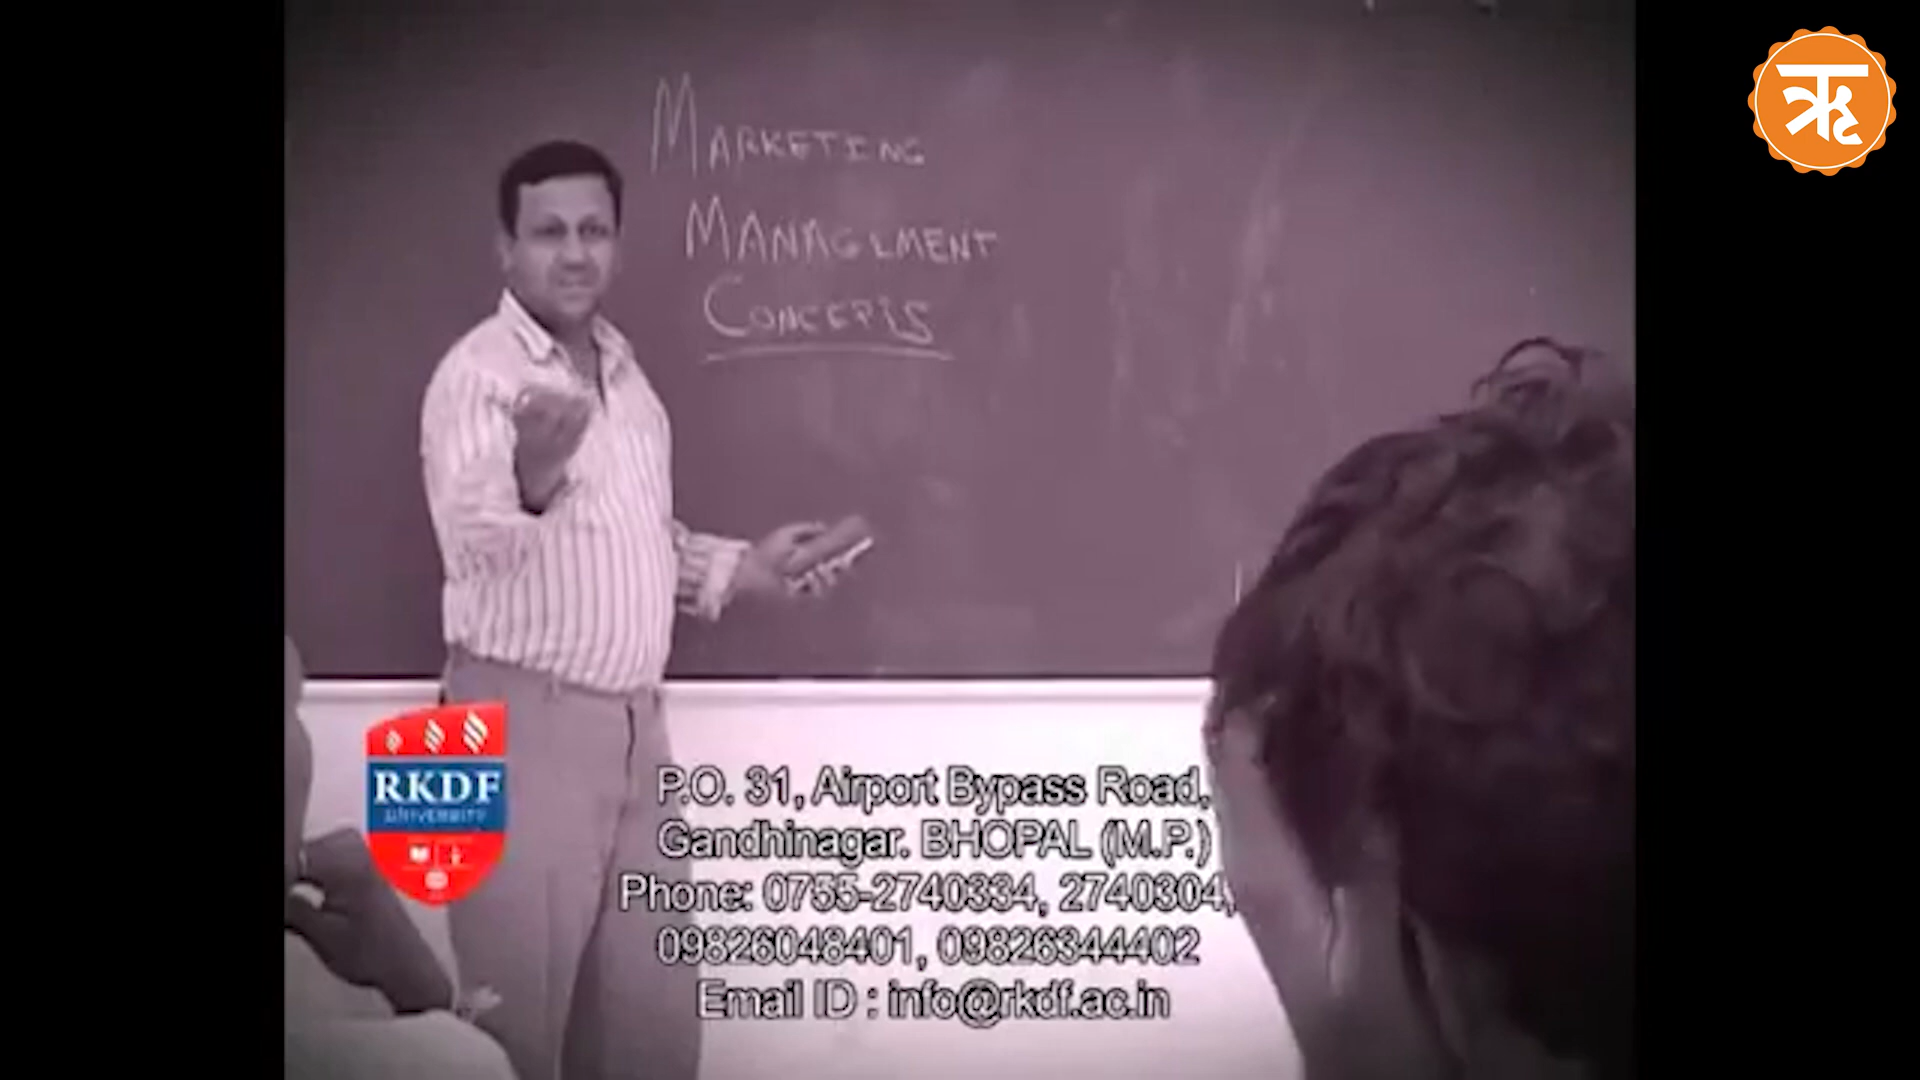 ऋ
MARKETING
MANAGEMENT
CONCEPTS
RKDF
UNIVERSITY
P.O. 31, Airport Bypass Road,
Gandhinagar. BHOPAL (M.P.)
Phone: 0755-2740334, 2740304,
09826048401, 09826344402
Email ID : info@rkdf.ac.in